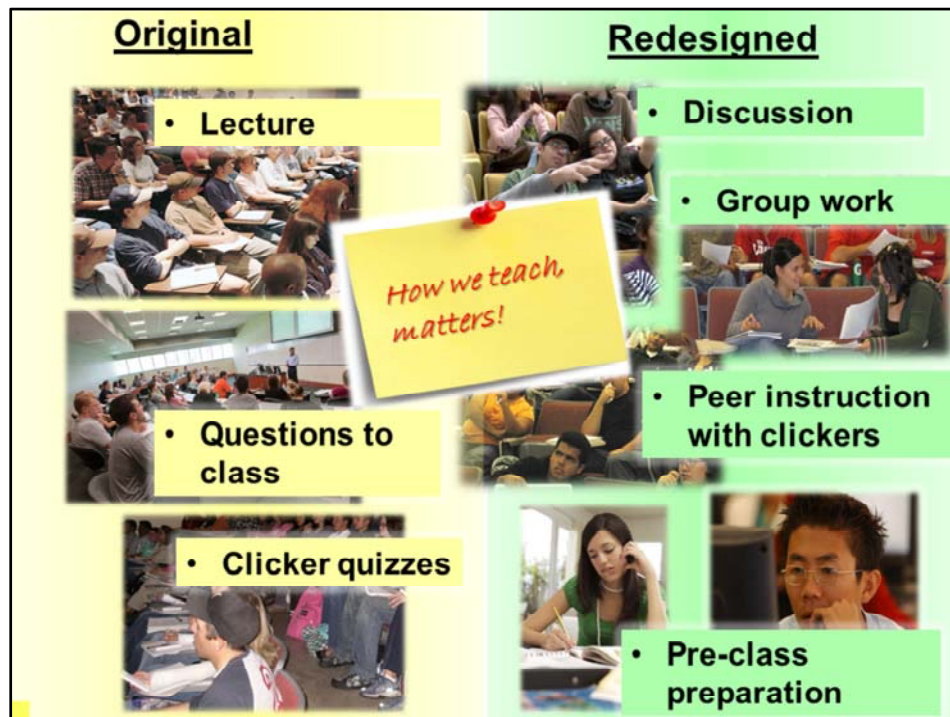 Original
• Lecture
• Questions to
class
• Clicker quizzes
How we teach,
matters!
Redesigned
• Discussion
• Group work
• Peer instruction
with clickers
• Pre-class
preparation